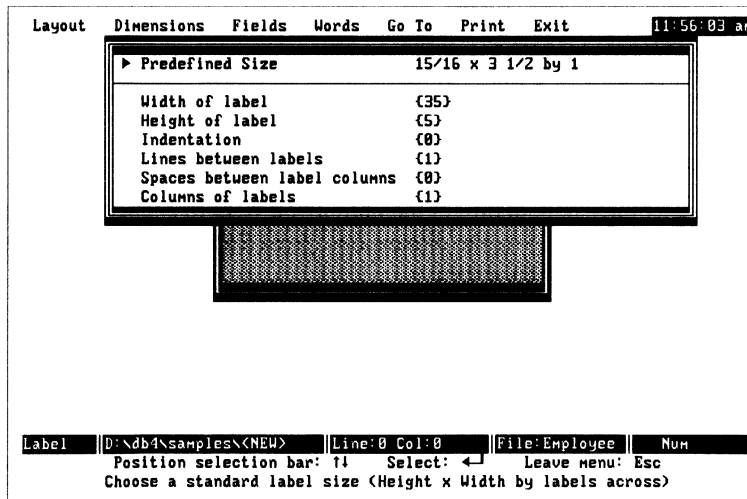 Layout Dimensions Fields Words Go To Print Exit 11:56:03 am
▶ Predefined Size 15/16 x 3 1/2 by 1
Width of label {35}
Height of label {5}
Indentation {0}
Lines between labels {1}
Spaces between label columns {0}
Columns of labels {1}
Label D:\db4\samples\<NEW> Line:0 Col:0 File:Employee Num
Position selection bar: ↑↓ Select: ↵ Leave menu: Esc
Choose a standard label size (Height x Width by labels across)